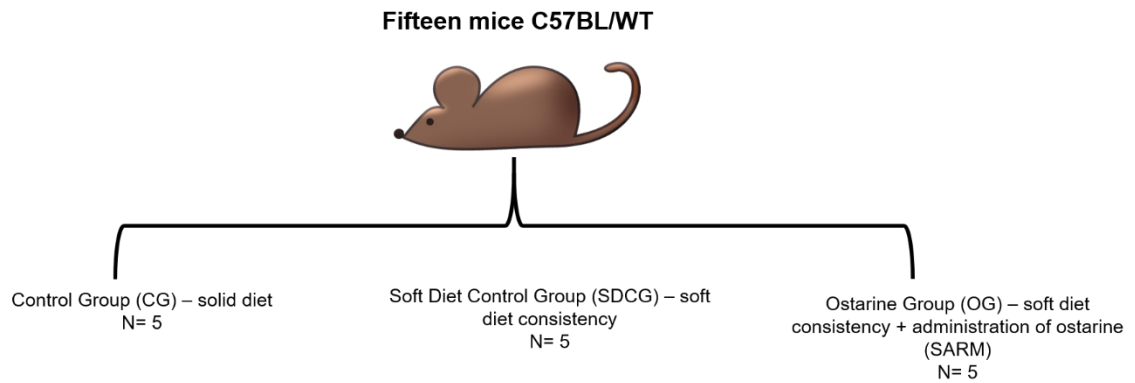 Fifteen mice C57BL/WT
Control Group (CG) – solid diet
N= 5
Soft Diet Control Group (SDCG) – soft
diet consistency
N= 5
Ostarine Group (OG) – soft diet
consistency + administration of ostarine
(SARM)
N= 5